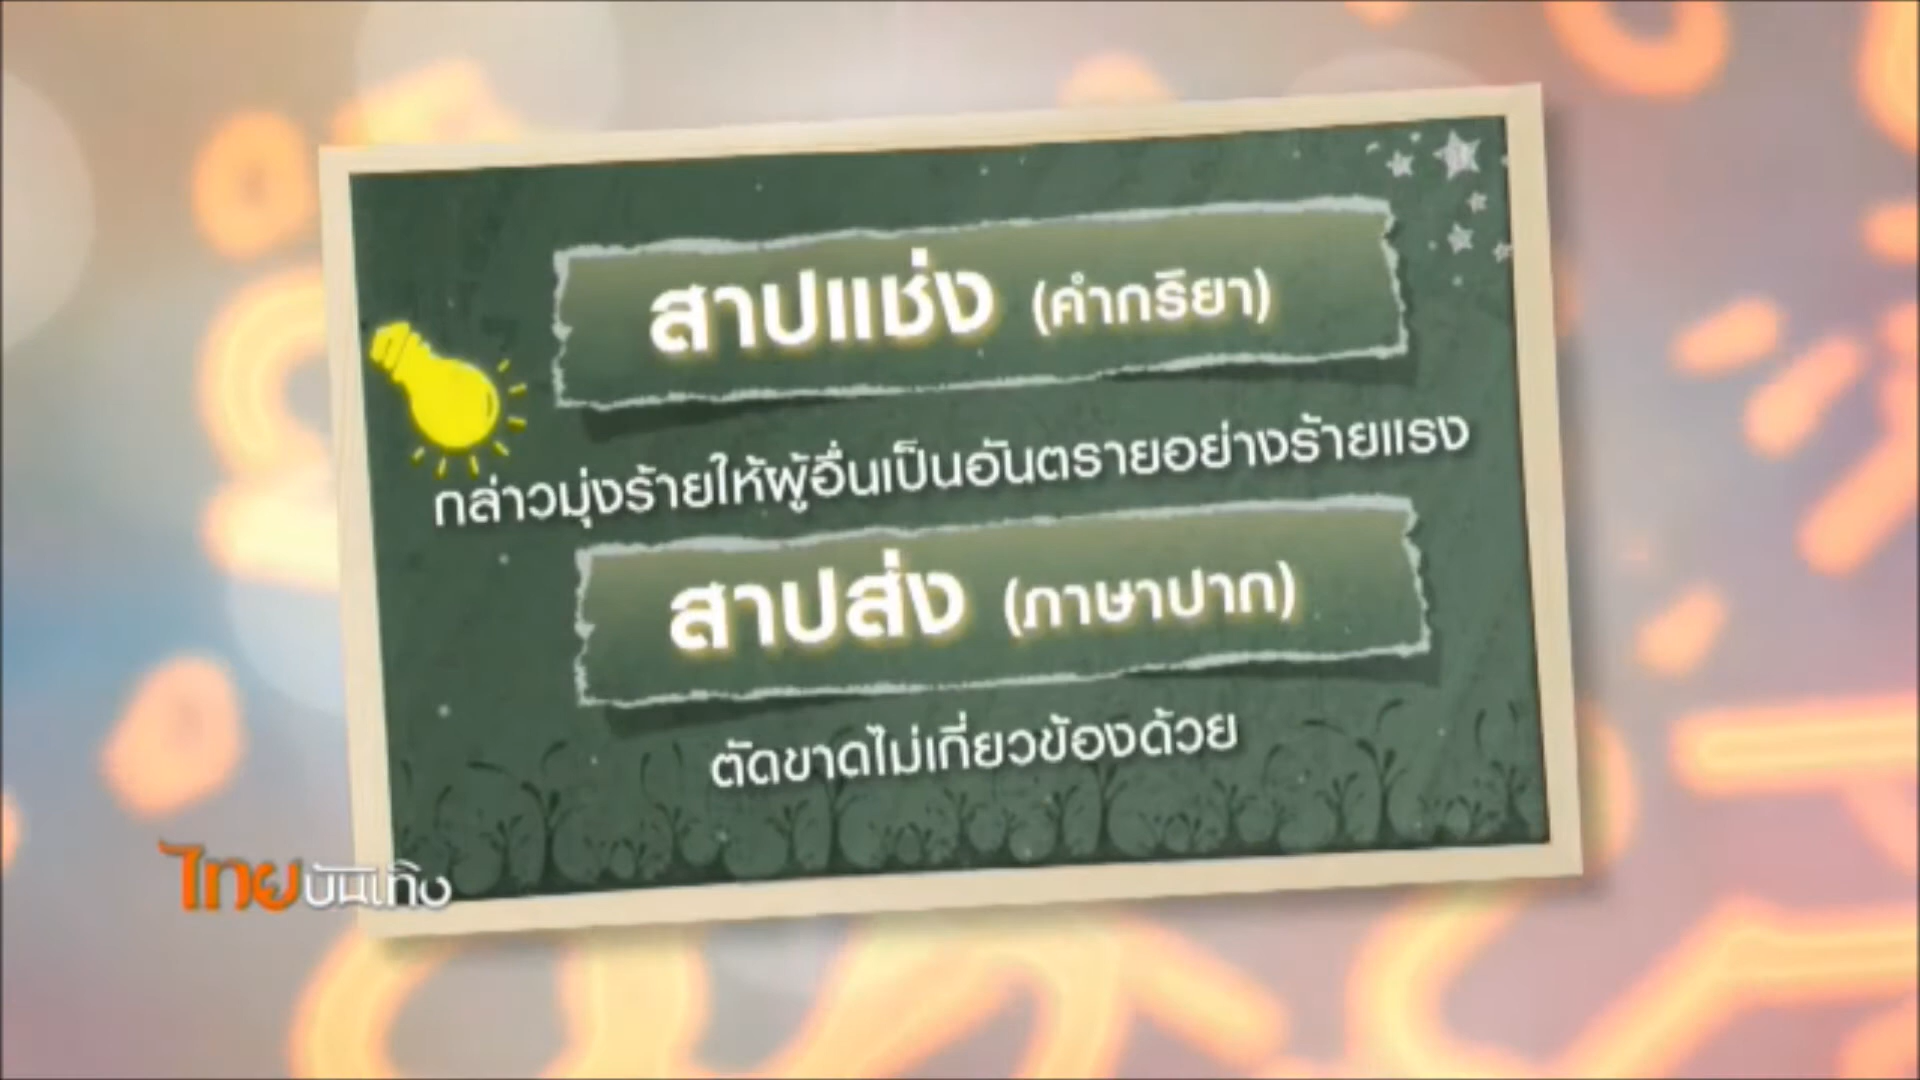 สาปแช่ง (คำกริยา)
กล่าวมุ่งร้ายให้ผู้อื่นเป็นอันตรายอย่างร้ายแรง
สาปส่ง (ภาษาปาก)
ตัดขาดไม่เกี่ยวข้องด้วย
ไทยบันเทิง